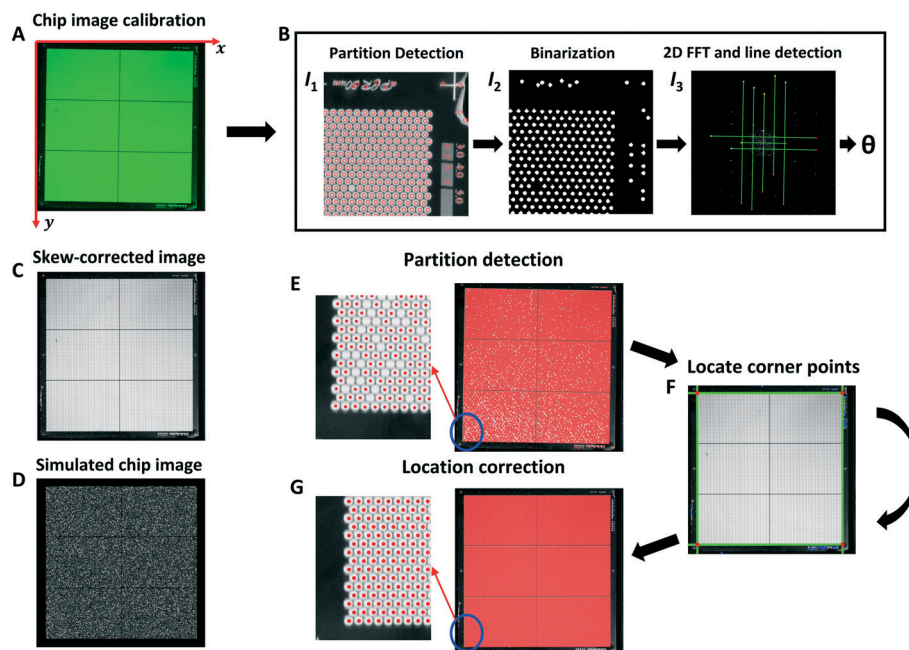 Chip image calibration
A
x
y
B
Partition Detection
Binarization
2D FFT and line detection
I1
I2
I3
θ
Skew-corrected image
C
Partition detection
E
Locate corner points
F
Simulated chip image
D
Location correction
G